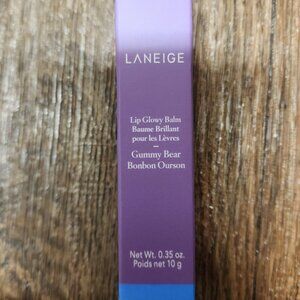 LANEIGE
Lip Glowy Balm
Baume Brillant
pour les Lèvres
Gummy Bear
Bonbon Ourson
Net Wt. 0.35 oz.
Poids net 10 g